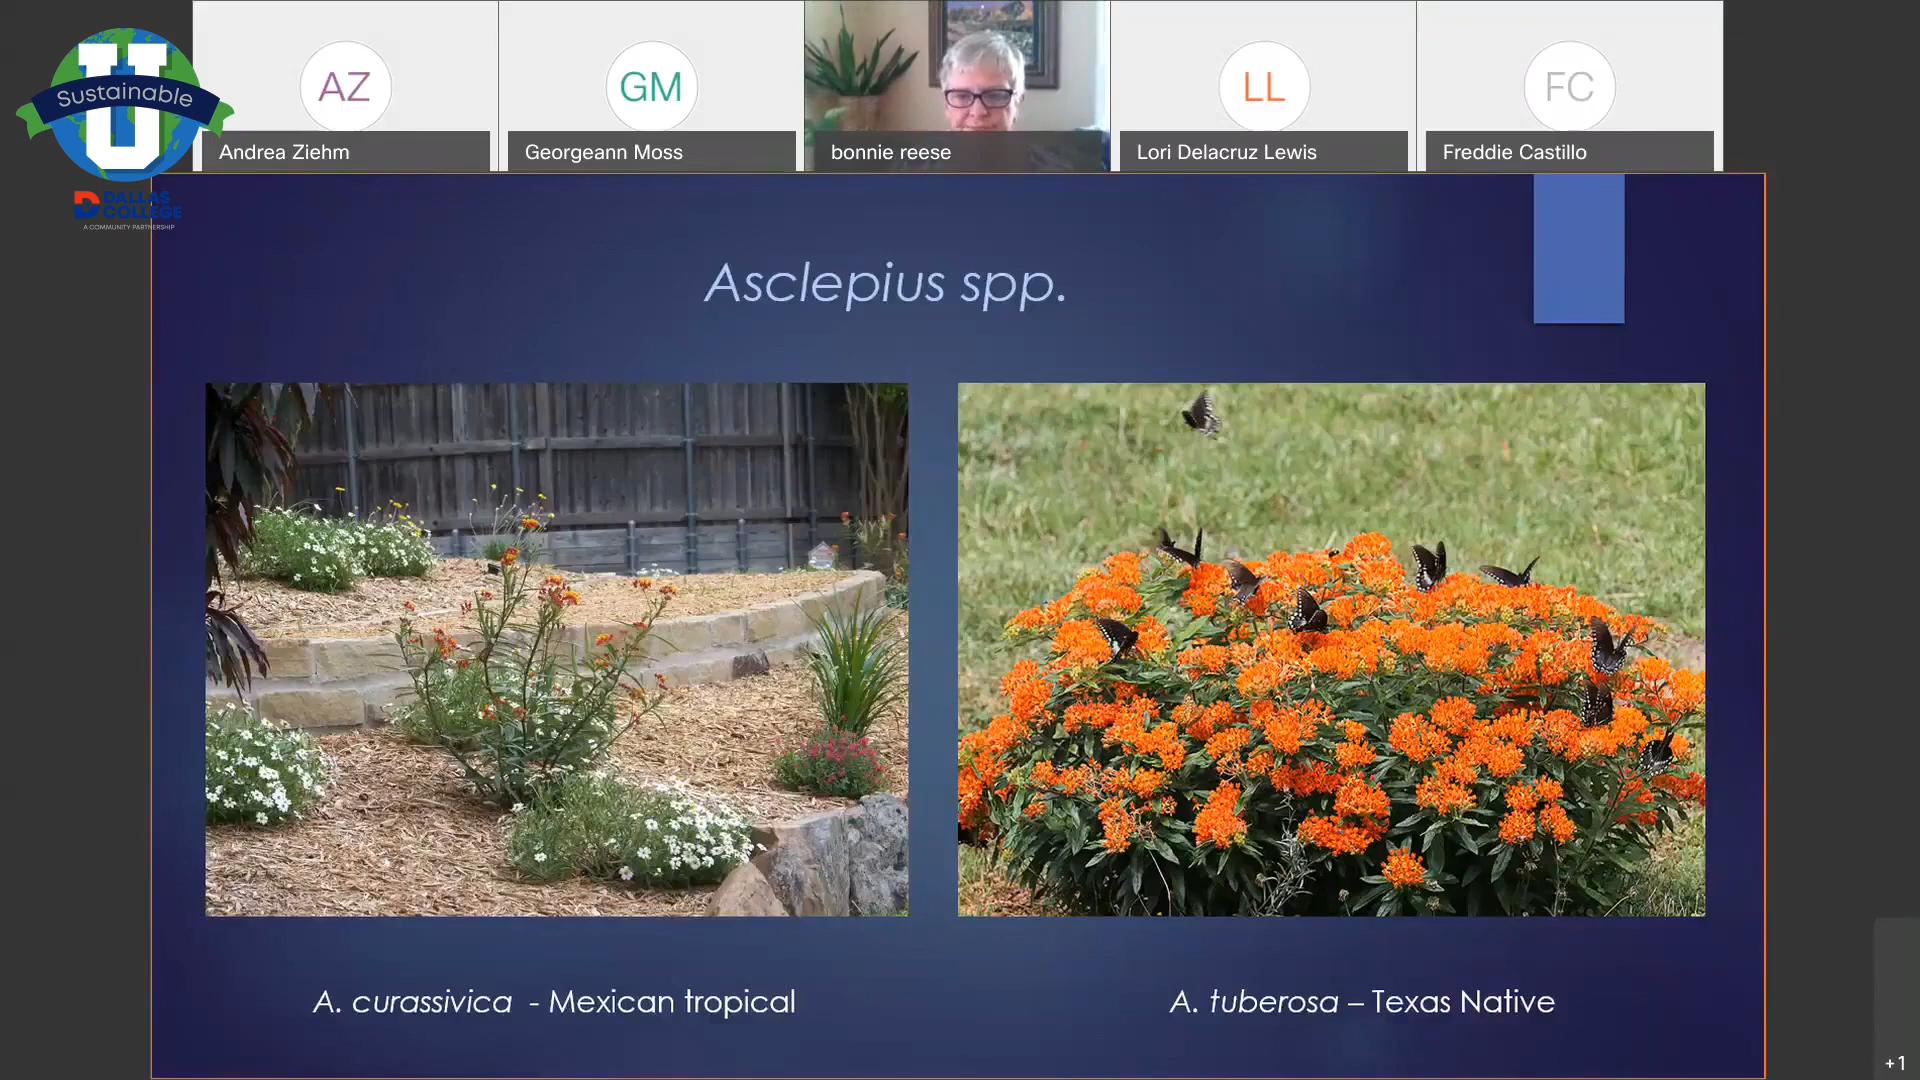 U
Sustainable
DALLAS
COLLEGE
A COMMUNITY PARTNERSHIP
AZ
Andrea Ziehm
GM
Georgeann Moss
bonnie reese
LL
Lori Delacruz Lewis
FC
Freddie Castillo
Asclepius spp.
A. curassivica - Mexican tropical
A. tuberosa – Texas Native
+1